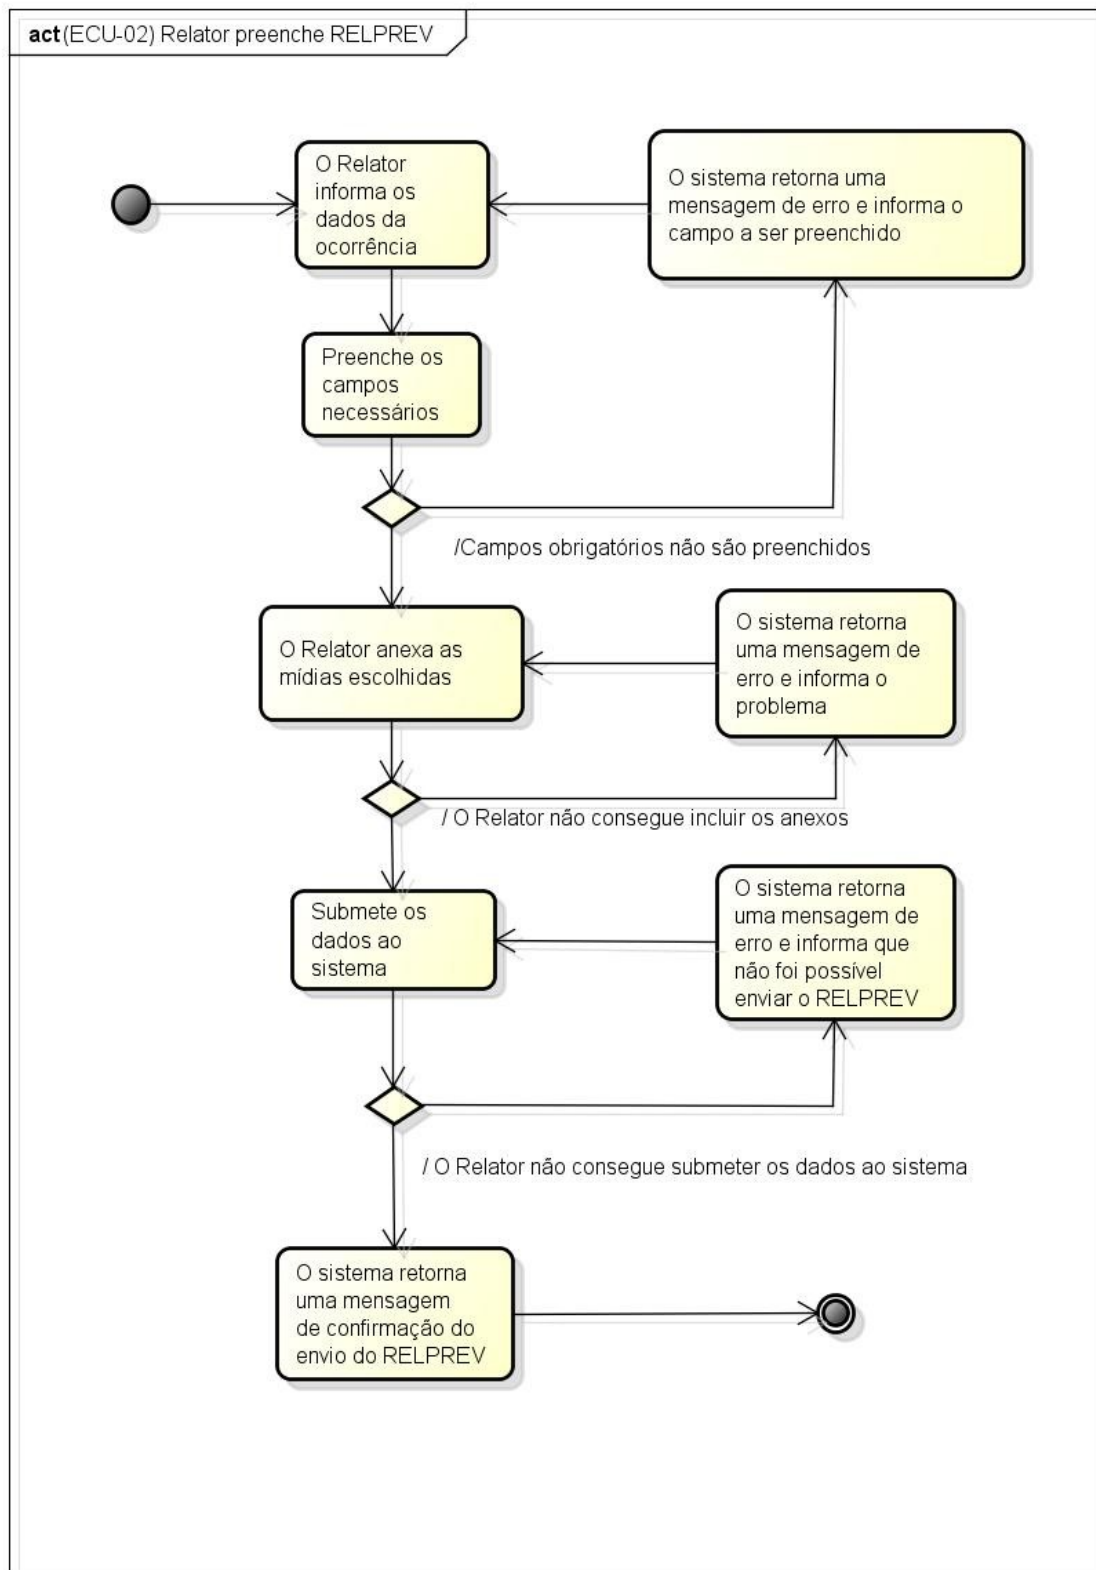 act (ECU-02) Relator preenche RELPREV
O Relator
informa os
dados da
ocorrência
O sistema retorna uma
mensagem de erro e informa o
campo a ser preenchido
Preenche os
campos
necessários
/Campos obrigatórios não são preenchidos
O Relator anexa as
mídias escolhidas
O sistema retorna
uma mensagem de
erro e informa o
problema
/ O Relator não consegue incluir os anexos
Submete os
dados ao
sistema
O sistema retorna
uma mensagem de
erro e informa que
não foi possível
enviar o RELPREV
/ O Relator não consegue submeter os dados ao sistema
O sistema retorna
uma mensagem
de confirmação do
envio do RELPREV